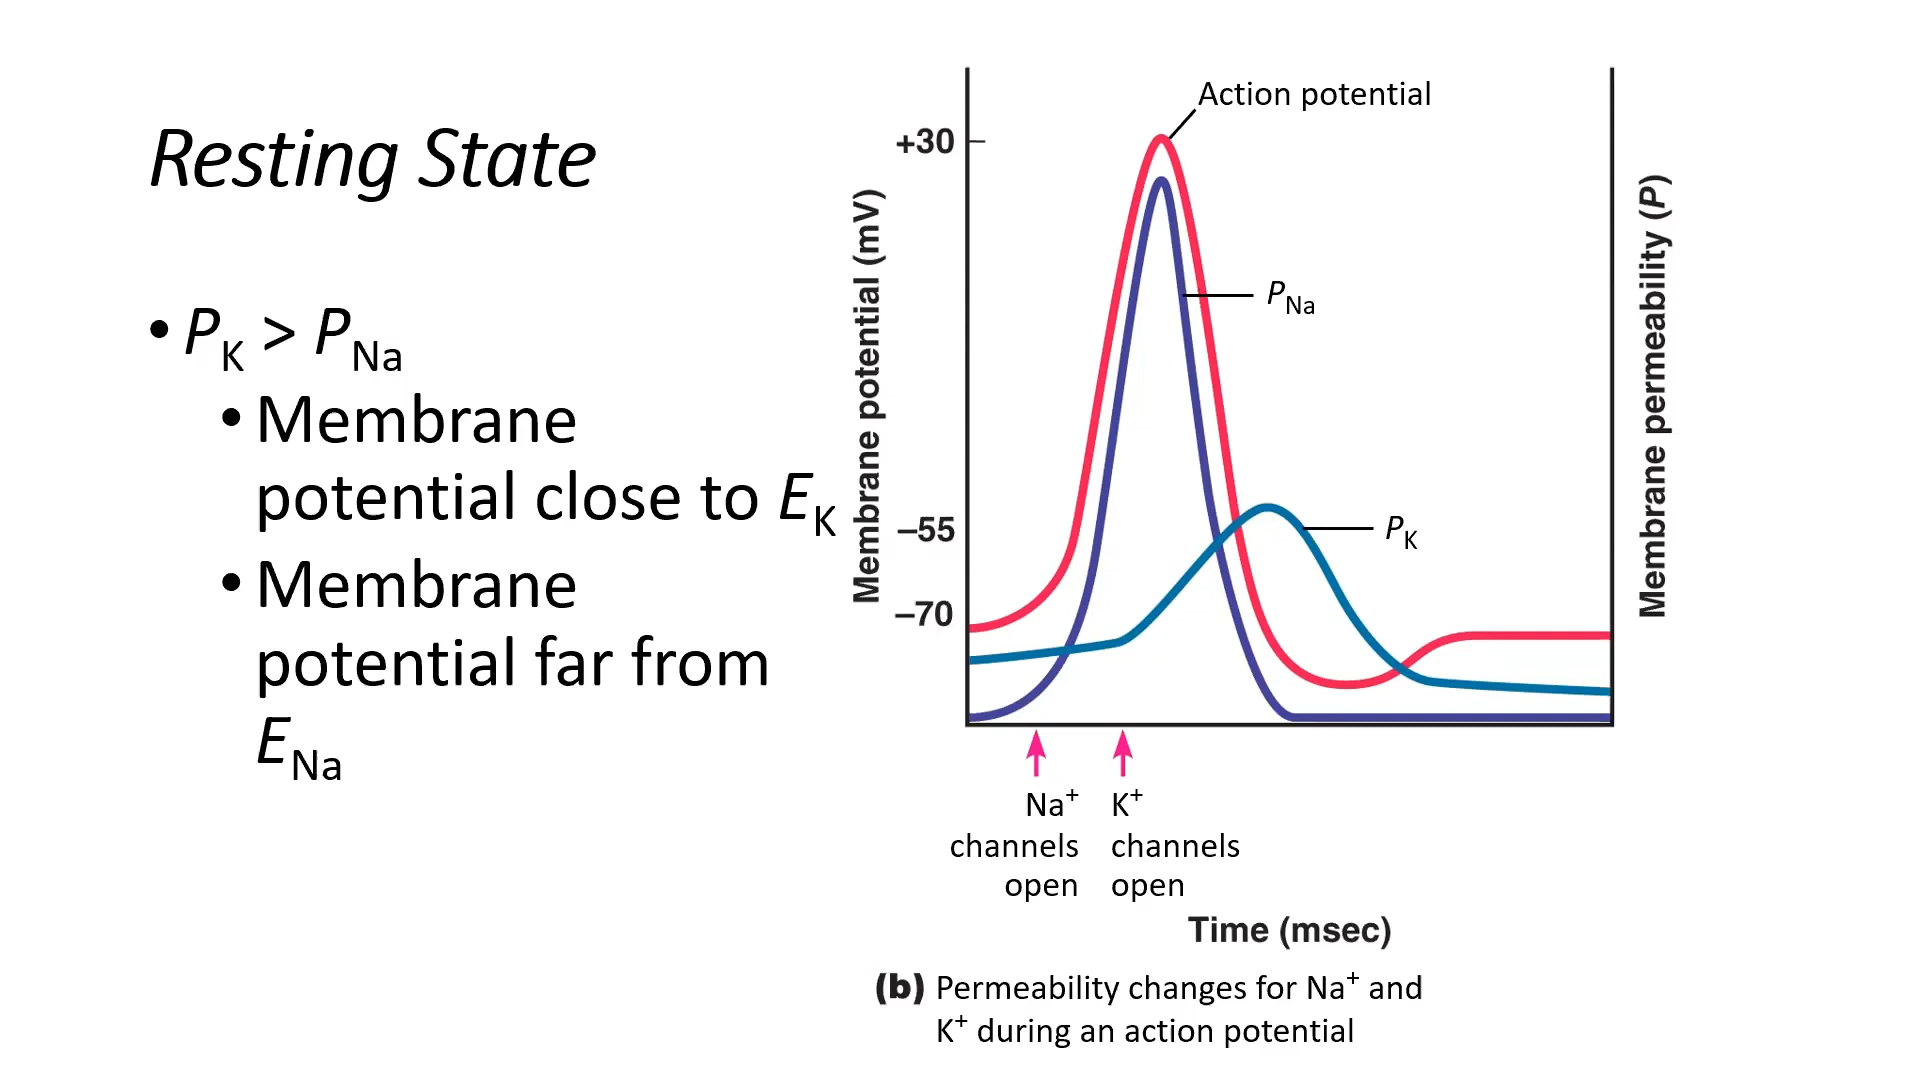 Resting State
• PK > PNa
• Membrane
potential close to EK
• Membrane
potential far from
ENa
Action potential
+30
–55
–70
Membrane potential (mV)
Membrane permeability (P)
PNa
PK
Na+
channels
open
K+
channels
open
Time (msec)
(b) Permeability changes for Na+ and
K+ during an action potential